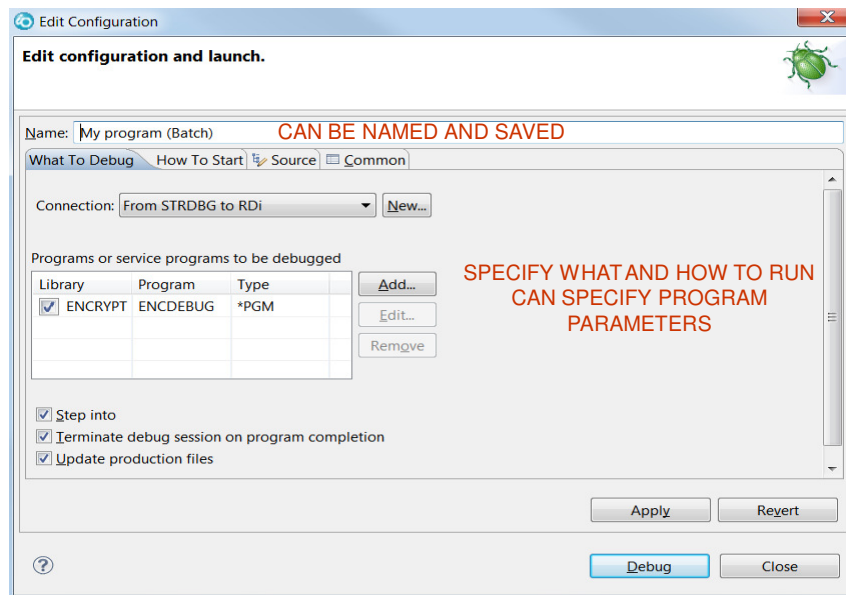 Edit Configuration
Edit configuration and launch.
Name: My program (Batch) CAN BE NAMED AND SAVED
What To Debug How To Start Source Common
Connection: From STRDBG to RDi New...
Programs or service programs to be debugged
Library Program Type
ENCRYPT ENCDEBUG *PGM
Add...
Edit...
Remove
SPECIFY WHAT AND HOW TO RUN
CAN SPECIFY PROGRAM
PARAMETERS
Step into
Terminate debug session on program completion
Update production files
Apply Revert
? Debug Close